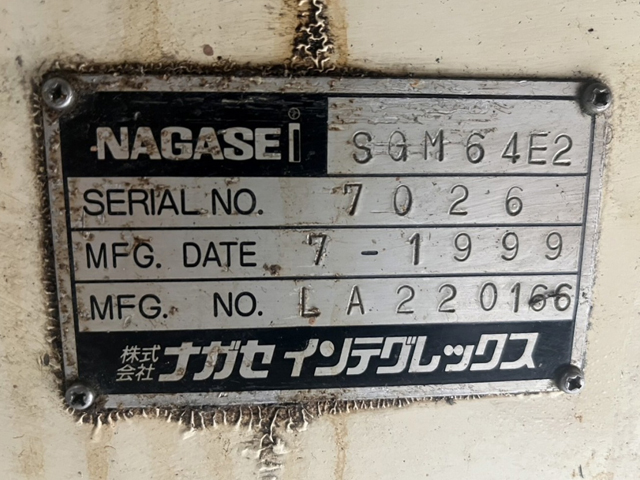 NAGASEi SGM64E2
SERIAL NO. 7026
MFG. DATE 7-1999
MFG. NO. LA220166
株式会社 ナガセ インテグレックス